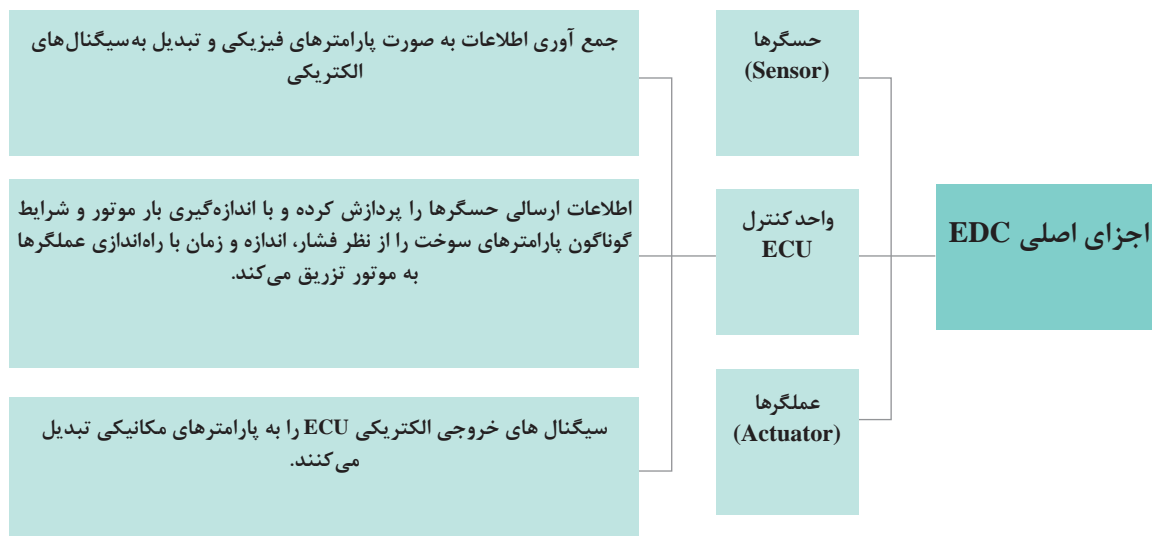 اجزای اصلی EDC
حسگرها
(Sensor)
جمع آوری اطلاعات به صورت پارامترهای فیزیکی و تبدیل به‌سیگنال‌های
الکتریکی
واحد کنترل
ECU
اطلاعات ارسالی حسگرها را پردازش کرده و با اندازه‌گیری بار موتور و شرایط
گوناگون پارامترهای سوخت را از نظر فشار، اندازه و زمان با راه‌اندازی عملگرها
به موتور تزریق می‌کند.
عملگرها
(Actuator)
سیگنال های خروجی الکتریکی ECU را به پارامترهای مکانیکی تبدیل
می‌کنند.